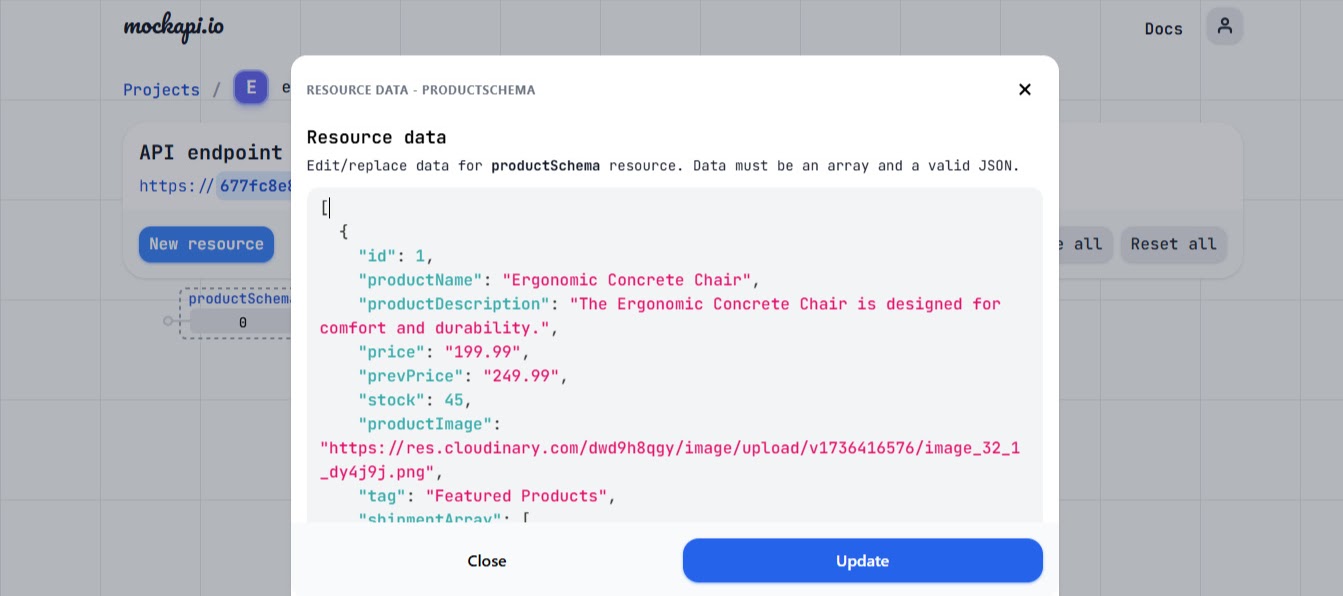 mockapi.io
Docs
Projects / E e
RESOURCE DATA - PRODUCTSCHEMA
API endpoint
https://677fc8e8
New resource
e all
Reset all
productSchema
0
Resource data
Edit/replace data for productSchema resource. Data must be an array and a valid JSON.
[
{
"id": 1,
"productName": "Ergonomic Concrete Chair",
"productDescription": "The Ergonomic Concrete Chair is designed for
comfort and durability.",
"price": "199.99",
"prevPrice": "249.99",
"stock": 45,
"productImage":
"https://res.cloudinary.com/dwd9h8qgy/image/upload/v1736416576/image_32_1
_dy4j9j.png",
"tag": "Featured Products",
"shipmentArray": [
Close
Update